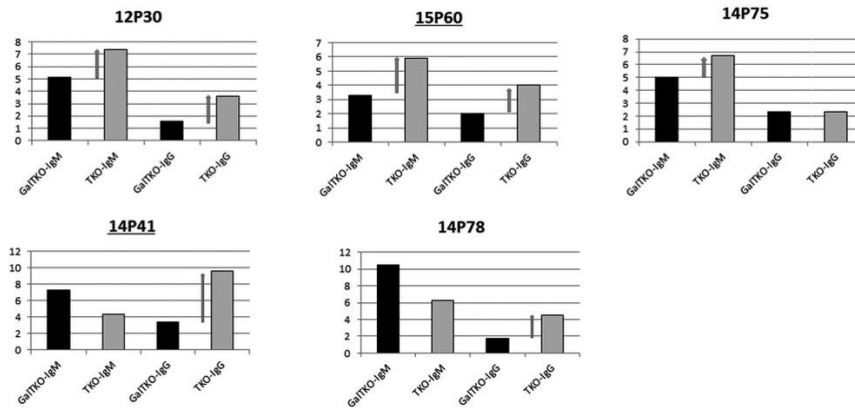 12P30
8
7
6
5
4
3
2
1
0
GalTKO-IgM
TKO-IgM
GalTKO-IgG
TKO-IgG
15P60
7
6
5
4
3
2
1
0
GalTKO-IgM
TKO-IgM
GalTKO-IgG
TKO-IgG
14P75
8
7
6
5
4
3
2
1
0
GalTKO-IgM
TKO-IgM
GalTKO-IgG
TKO-IgG
14P41
12
10
8
6
4
2
0
GalTKO-IgM
TKO-IgM
GalTKO-IgG
TKO-IgG
14P78
12
10
8
6
4
2
0
GalTKO-IgM
TKO-IgM
GalTKO-IgG
TKO-IgG